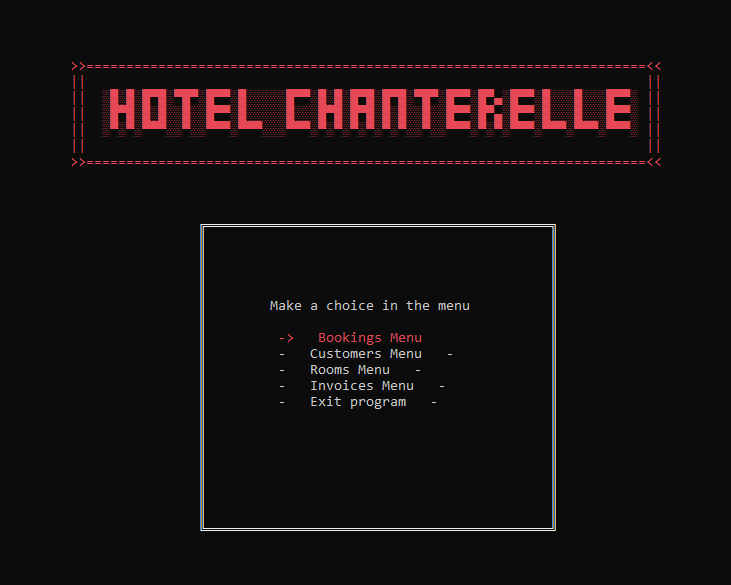 HOTEL CHANTERELLE
Make a choice in the menu
-> Bookings Menu
- Customers Menu -
- Rooms Menu -
- Invoices Menu -
- Exit program -